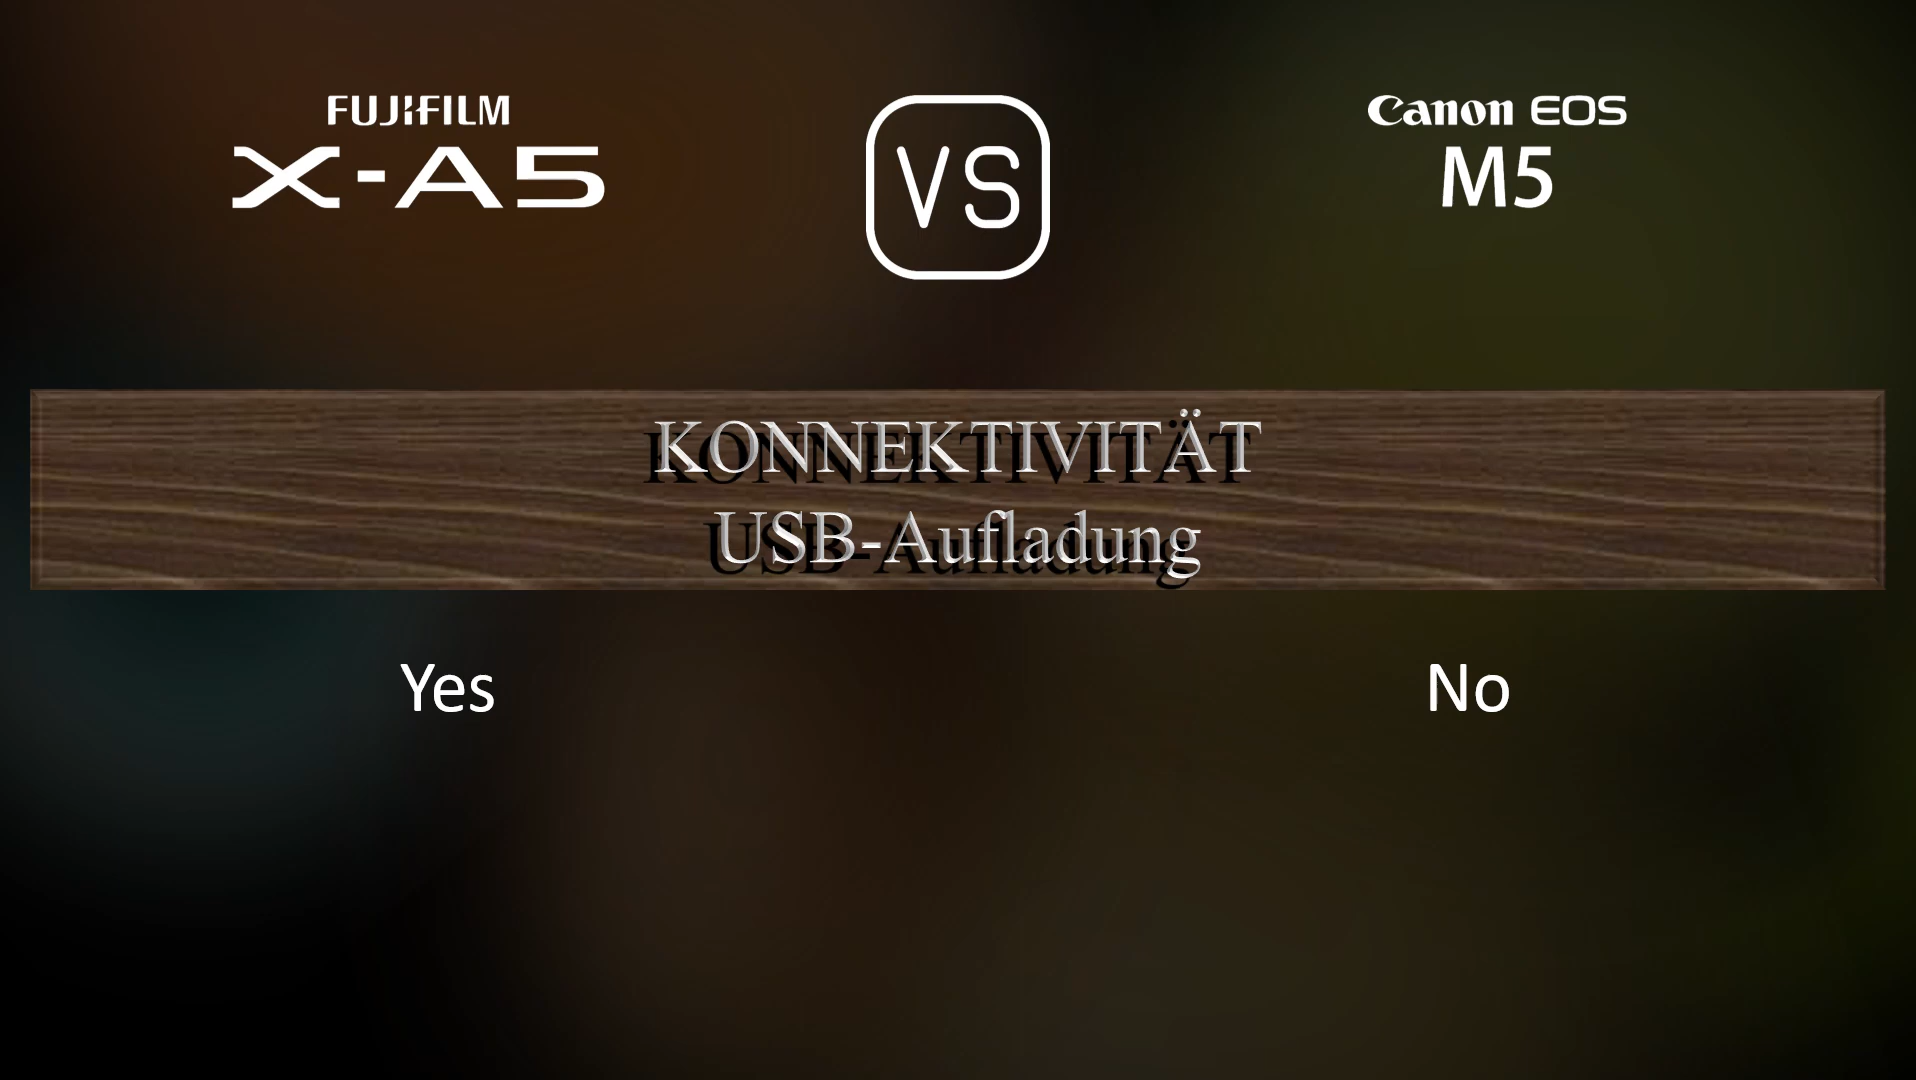 FUJIFILM
X-A5
VS
Canon EOS
M5
KONNEKTIVITÄT
USB-Aufladung
Yes
No